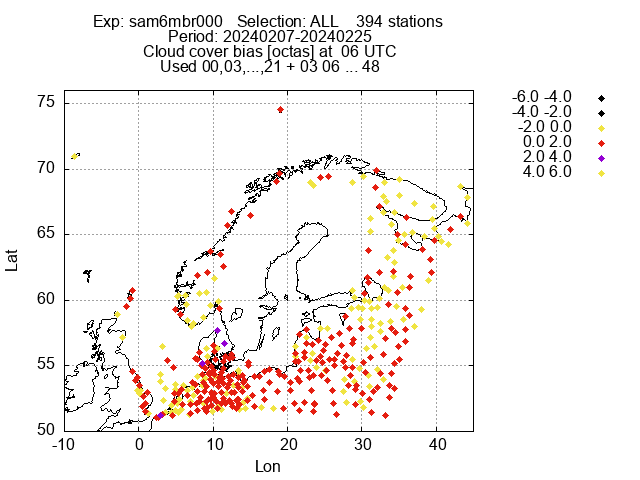 Exp: sam6mbr000 Selection: ALL 394 stations
Period: 20240207-20240225
Cloud cover bias [octas] at 06 UTC
Used 00,03,...,21 + 03 06 ... 48
-6.0 -4.0
-4.0 -2.0
-2.0 0.0
0.0 2.0
2.0 4.0
4.0 6.0
75
70
65
60
55
50
Lat
-10 0 10 20 30 40
Lon